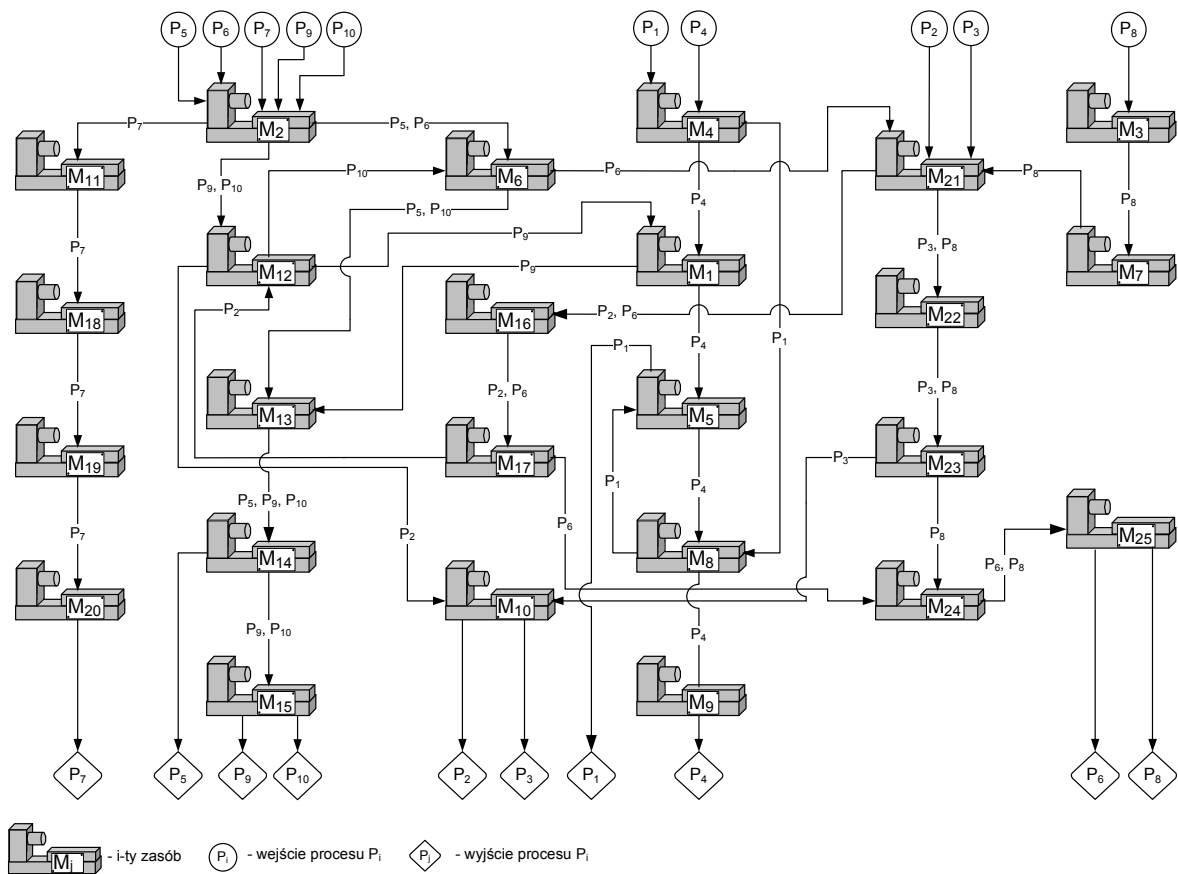 P5 P6 P7 P9 P10 P1 P4 P2 P3 P8
P7 M2 P5, P6 M4 M3
M11 M6 P6 M21
P9, P10 P10 P8
P5, P10 P4 P8
P7 P9 P3, P8
M12 P9 M1 M7
P2 P2, P6
M18 M16 M22
P1 P4 P1
P7 P2, P6 P3, P8
M13 M5
M19 M17 P3 M23
P1 P4
P5, P9, P10
P7 P2 P6 P8
M14 M8 M25
P6, P8
M20 M10 M24
P9, P10 P4
M15 M9
P7 P5 P9 P10 P2 P3 P1 P4 P6 P8
Mj - i-ty zasób Pi - wejście procesu Pi Pj - wyjście procesu Pi